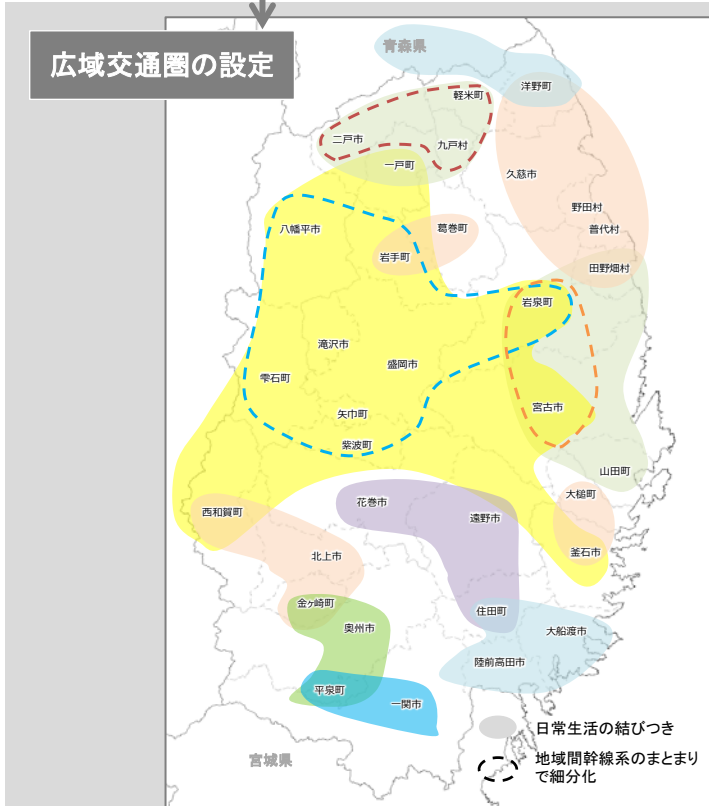 広域交通圏の設定
青森県
洋野町
軽米町
二戸市
九戸村
一戸町
久慈市
野田村
普代村
八幡平市
葛巻町
岩手町
田野畑村
岩泉町
滝沢市
盛岡市
雫石町
宮古市
矢巾町
紫波町
山田町
大槌町
花巻市
西和賀町
遠野市
釜石市
北上市
金ヶ崎町
住田町
奥州市
大船渡市
陸前高田市
平泉町
一関市
日常生活の結びつき
宮城県
地域間幹線系のまとまり
で細分化